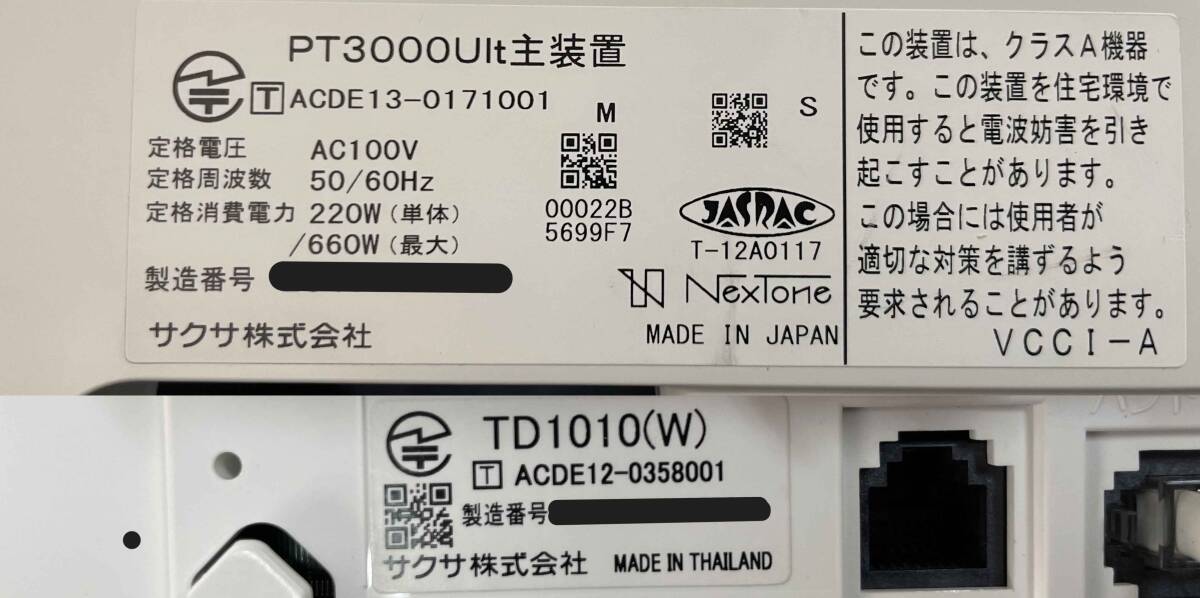 PT3000Ult主装置
T ACDE13-0171001
M
S
定格電圧 AC100V
定格周波数 50/60Hz
定格消費電力 220W(単体)
/660W(最大)
00022B
5699F7
JASRAC
T-12A0117
製造番号
NexTone
サクサ株式会社
MADE IN JAPAN
この装置は、クラスA機器
です。この装置を住宅環境で
使用すると電波妨害を引き
起こすことがあります。
この場合には使用者が
適切な対策を講ずるよう
要求されることがあります。
VCCI-A
TD1010(W)
T ACDE12-0358001
製造番号
サクサ株式会社 MADE IN THAILAND